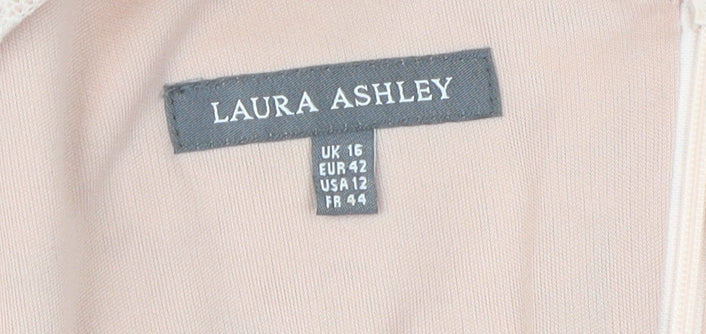 LAURA ASHLEY
UK 16
EUR 42
USA 12
FR 44